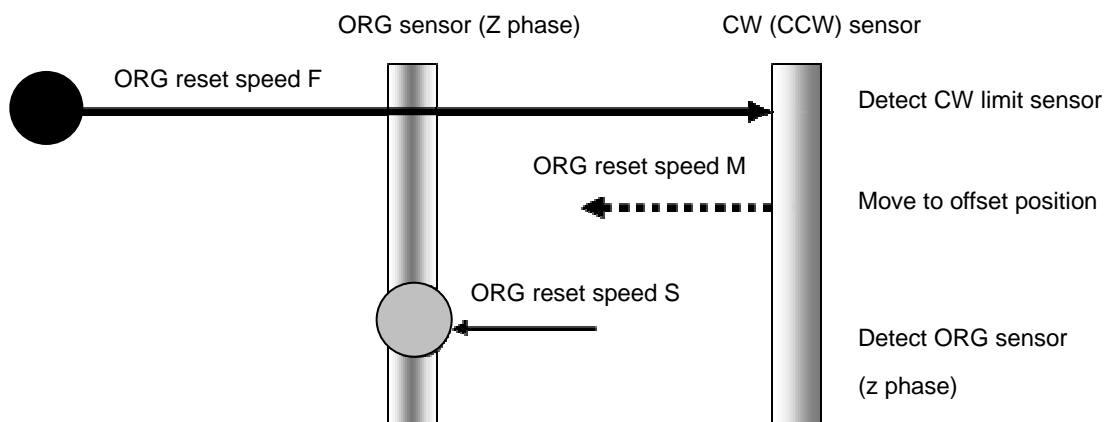 ORG sensor (Z phase)
CW (CCW) sensor
ORG reset speed F
Detect CW limit sensor
ORG reset speed M
Move to offset position
ORG reset speed S
Detect ORG sensor
(z phase)